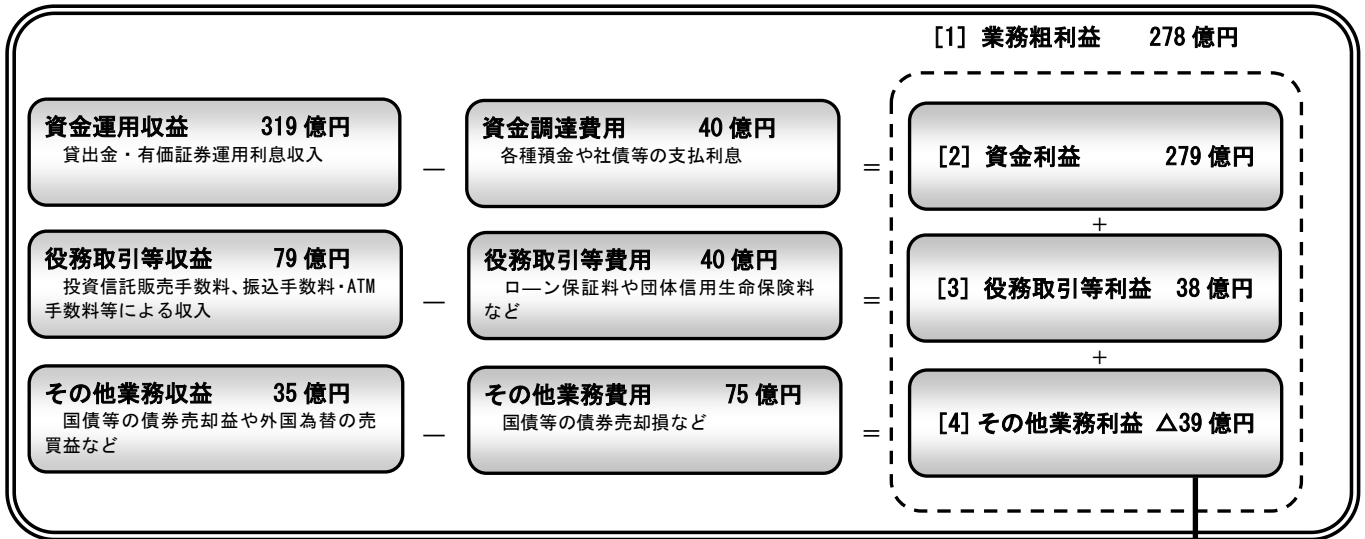 [1] 業務粗利益 278 億円
資金運用収益 319 億円
貸出金・有価証券運用利息収入
―
資金調達費用 40 億円
各種預金や社債等の支払利息
=
[2] 資金利益 279 億円
+
役務取引等収益 79 億円
投資信託販売手数料、振込手数料・ATM
手数料等による収入
―
役務取引等費用 40 億円
ロ―ン保証料や団体信用生命保険料
など
=
[3] 役務取引等利益 38 億円
+
その他業務収益 35 億円
国債等の債券売却益や外国為替の売
買益など
―
その他業務費用 75 億円
国債等の債券売却損など
=
[4] その他業務利益 △39 億円